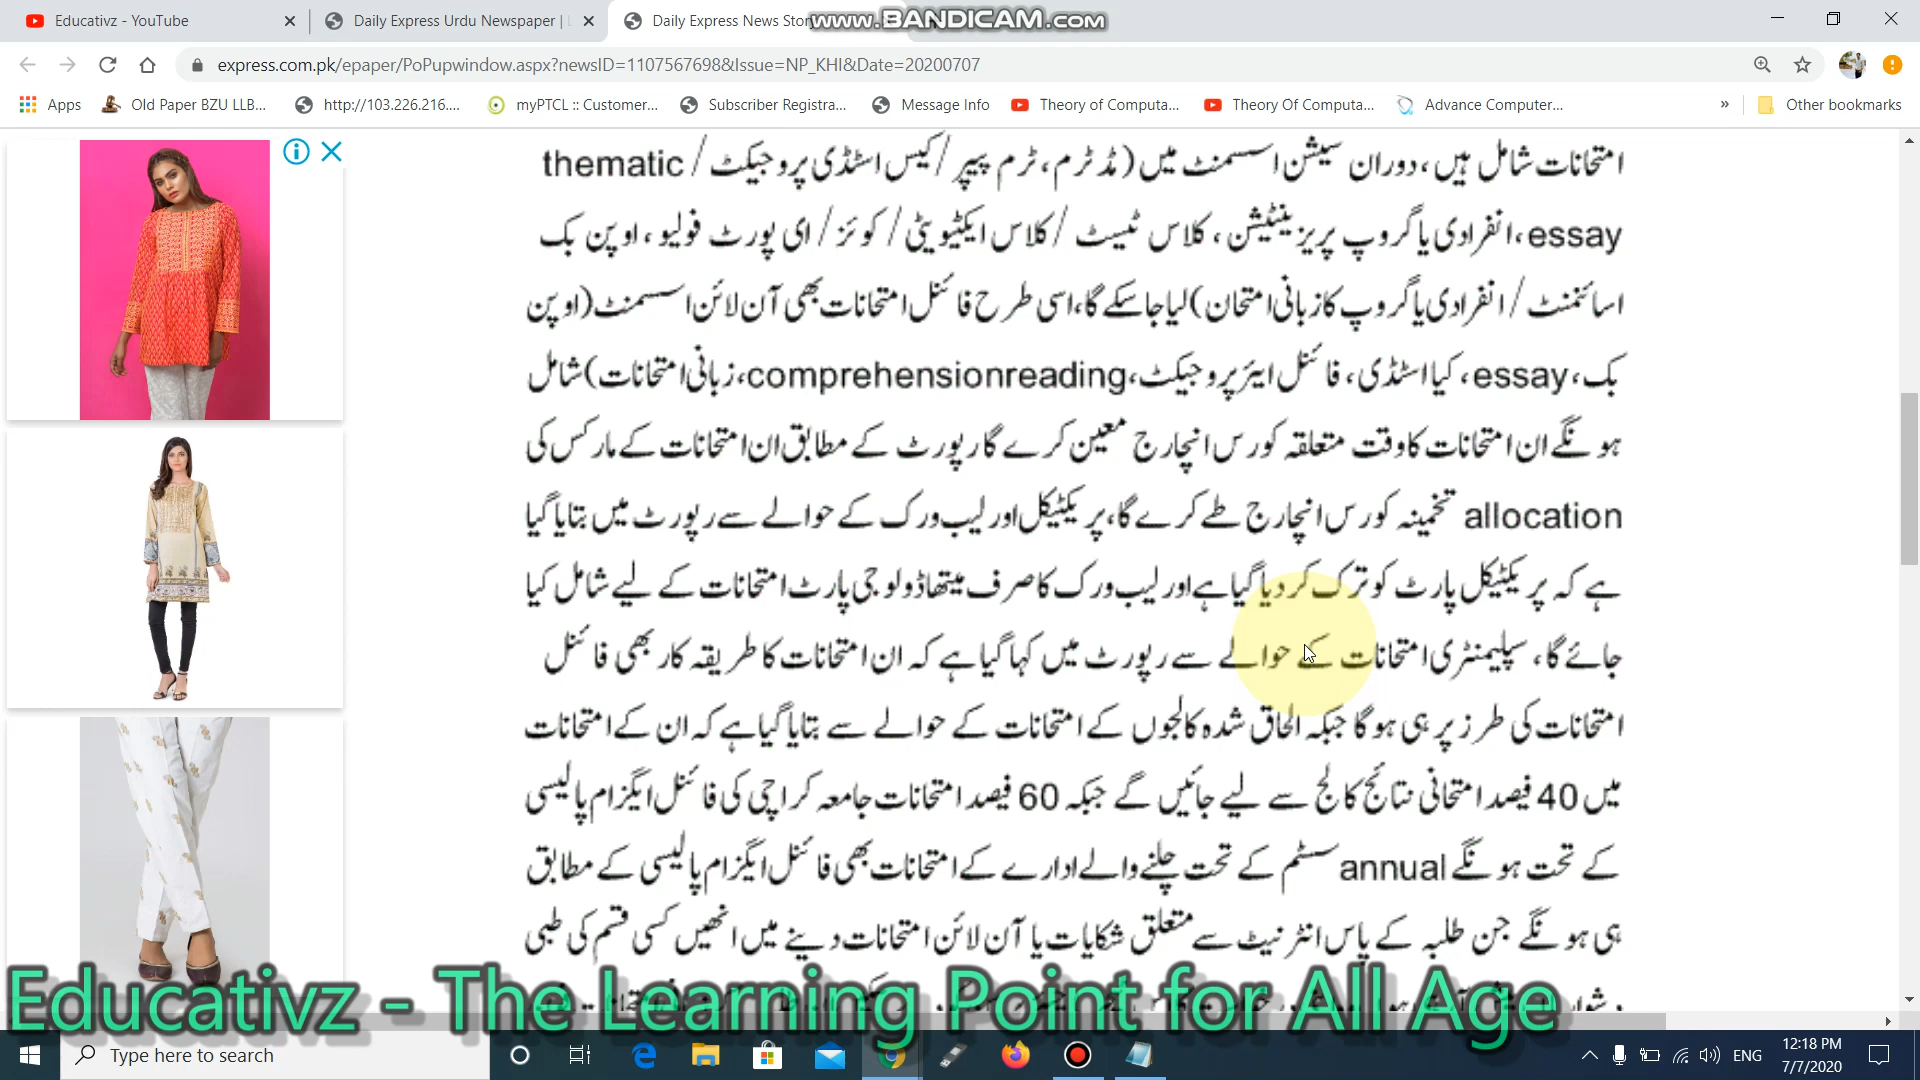 Educativz - YouTube
Daily Express Urdu Newspaper |
Daily Express News Stor
www.BANDICAM.com
express.com.pk/epaper/PoPupwindow.aspx?newsID=1107567698&Issue=NP_KHI&Date=20200707
Apps
Old Paper BZU LLB...
http://103.226.216....
myPTCL :: Customer...
Subscriber Registra...
Message Info
Theory of Computa...
Theory Of Computa...
Advance Computer...
»
Other bookmarks
امتحانات شامل ہیں، دوران سیشن اسسمنٹ میں (مڈٹرم، ٹرم پیپر / کیس اسٹڈی پروجیکٹ / thematic
essay، انفرادی یا گروپ پریزینٹیشن، کلاس ٹیسٹ / کلاس ایکٹیویٹی / کوئز / ای پورٹ فولیو، اوپن بک
اسائنمنٹ / انفرادی یا گروپ کا زبانی امتحان) لیا جاسکے گا، اسی طرح فائنل امتحانات بھی آن لائن اسسمنٹ (اوپن
بک، essay، کیا اسٹڈی، فائنل ایئر پروجیکٹ، comprehensionreading، زبانی امتحانات) شامل
ہونگے ان امتحانات کا وقت متعلقہ کورس انچارج معین کرے گا رپورٹ کے مطابق ان امتحانات کے مارکس کی
allocation تخمینہ کورس انچارج طے کرے گا، پریکٹیکل اور لیب ورک کے حوالے سے رپورٹ میں بتایا گیا
ہے کہ پریکٹیکل پارٹ کو ترک کردیا گیا ہے اور لیب ورک کا صرف میتھاڈولوجی پارٹ امتحانات کے لیے شامل کیا
جائے گا، سپلیمنٹری امتحانات کے حوالے سے رپورٹ میں کہا گیا ہے کہ ان امتحانات کا طریقہ کار بھی فائنل
امتحانات کی طرز پر ہی ہوگا جبکہ الحاق شدہ کالجوں کے امتحانات کے حوالے سے بتایا گیا ہے کہ ان کے امتحانات
میں 40 فیصد امتحانی نتائج کالج سے لیے جائیں گے جبکہ 60 فیصد امتحانات جامعہ کراچی کی فائنل ایگزام پالیسی
کے تحت ہونگے annual سسٹم کے تحت چلنے والے ادارے کے امتحانات بھی فائنل ایگزام پالیسی کے مطابق
ہی ہونگے جن طلبہ کے پاس انٹرنیٹ سے متعلق شکایات یا آن لائن امتحانات دینے میں انھیں کسی قسم کی طبی
Educativz - The Learning Point for All Age
Type here to search
ENG
12:18 PM
7/7/2020